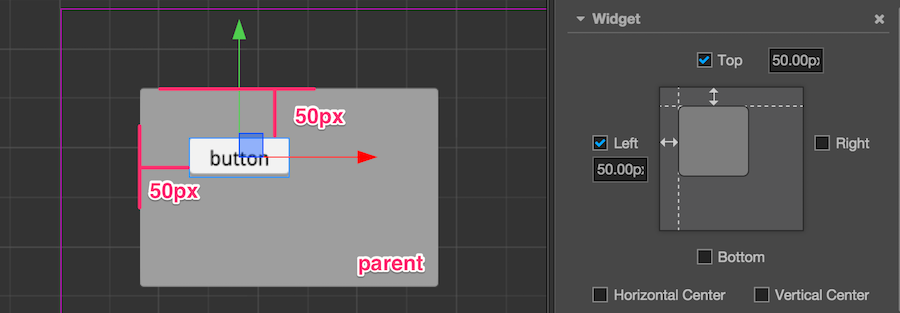 Widget
Top
50.00px
50px
button
Left
Right
50.00px
50px
parent
Bottom
Horizontal Center
Vertical Center